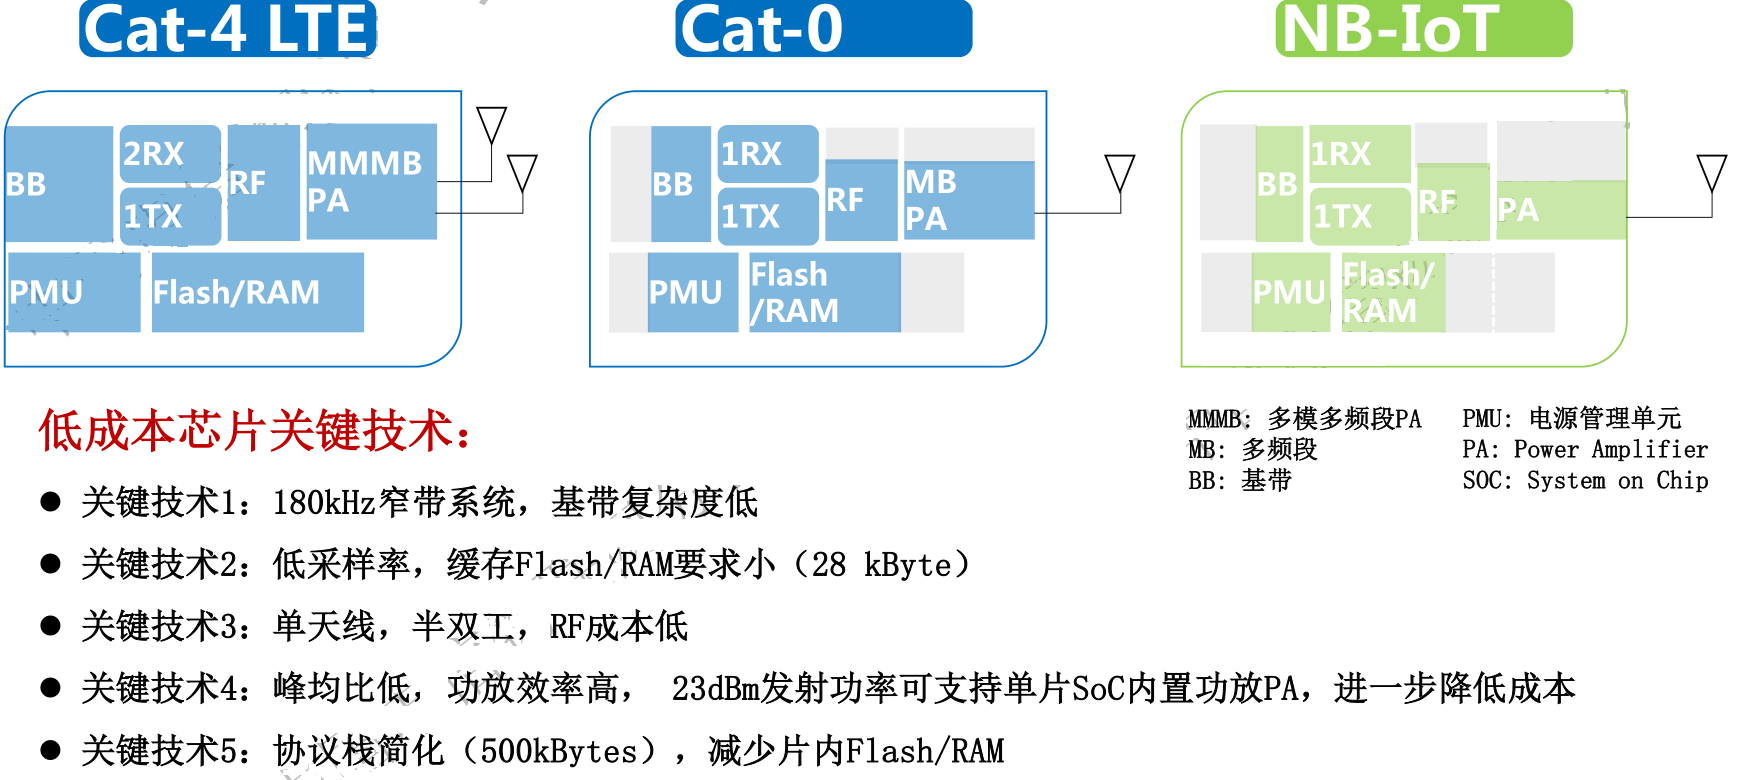 Cat-4 LTE
Cat-0
NB-IoT
BB
2RX
1TX
RF
MMMB
PA
PMU
Flash/RAM
BB
1RX
1TX
RF
MB
PA
PMU
Flash
/RAM
BB
1RX
1TX
RF
PA
PMU
Flash/
RAM
低成本芯片关键技术：
MMMB: 多模多频段PA
MB: 多频段
BB: 基带
PMU: 电源管理单元
PA: Power Amplifier
SOC: System on Chip
● 关键技术1：180kHz窄带系统，基带复杂度低
● 关键技术2：低采样率，缓存Flash/RAM要求小（28 kByte）
● 关键技术3：单天线，半双工，RF成本低
● 关键技术4：峰均比低，功放效率高， 23dBm发射功率可支持单片SoC内置功放PA，进一步降低成本
● 关键技术5：协议栈简化（500kBytes），减少片内Flash/RAM